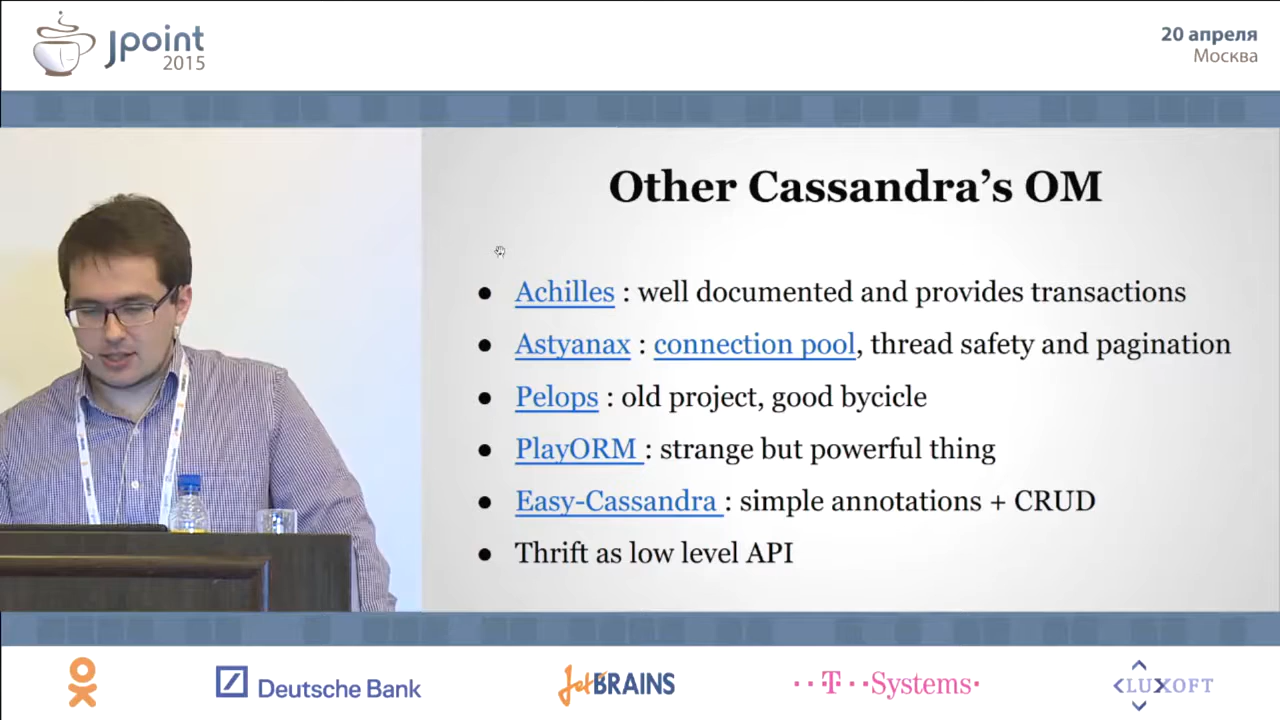 Jpoint
2015
20 апреля
Москва
Other Cassandra’s OM
● Achilles : well documented and provides transactions
● Astyanax : connection pool, thread safety and pagination
● Pelops : old project, good bycicle
● PlayORM : strange but powerful thing
● Easy-Cassandra : simple annotations + CRUD
● Thrift as low level API
Deutsche Bank
JetBRAINS
··T··Systems·
LUXOFT